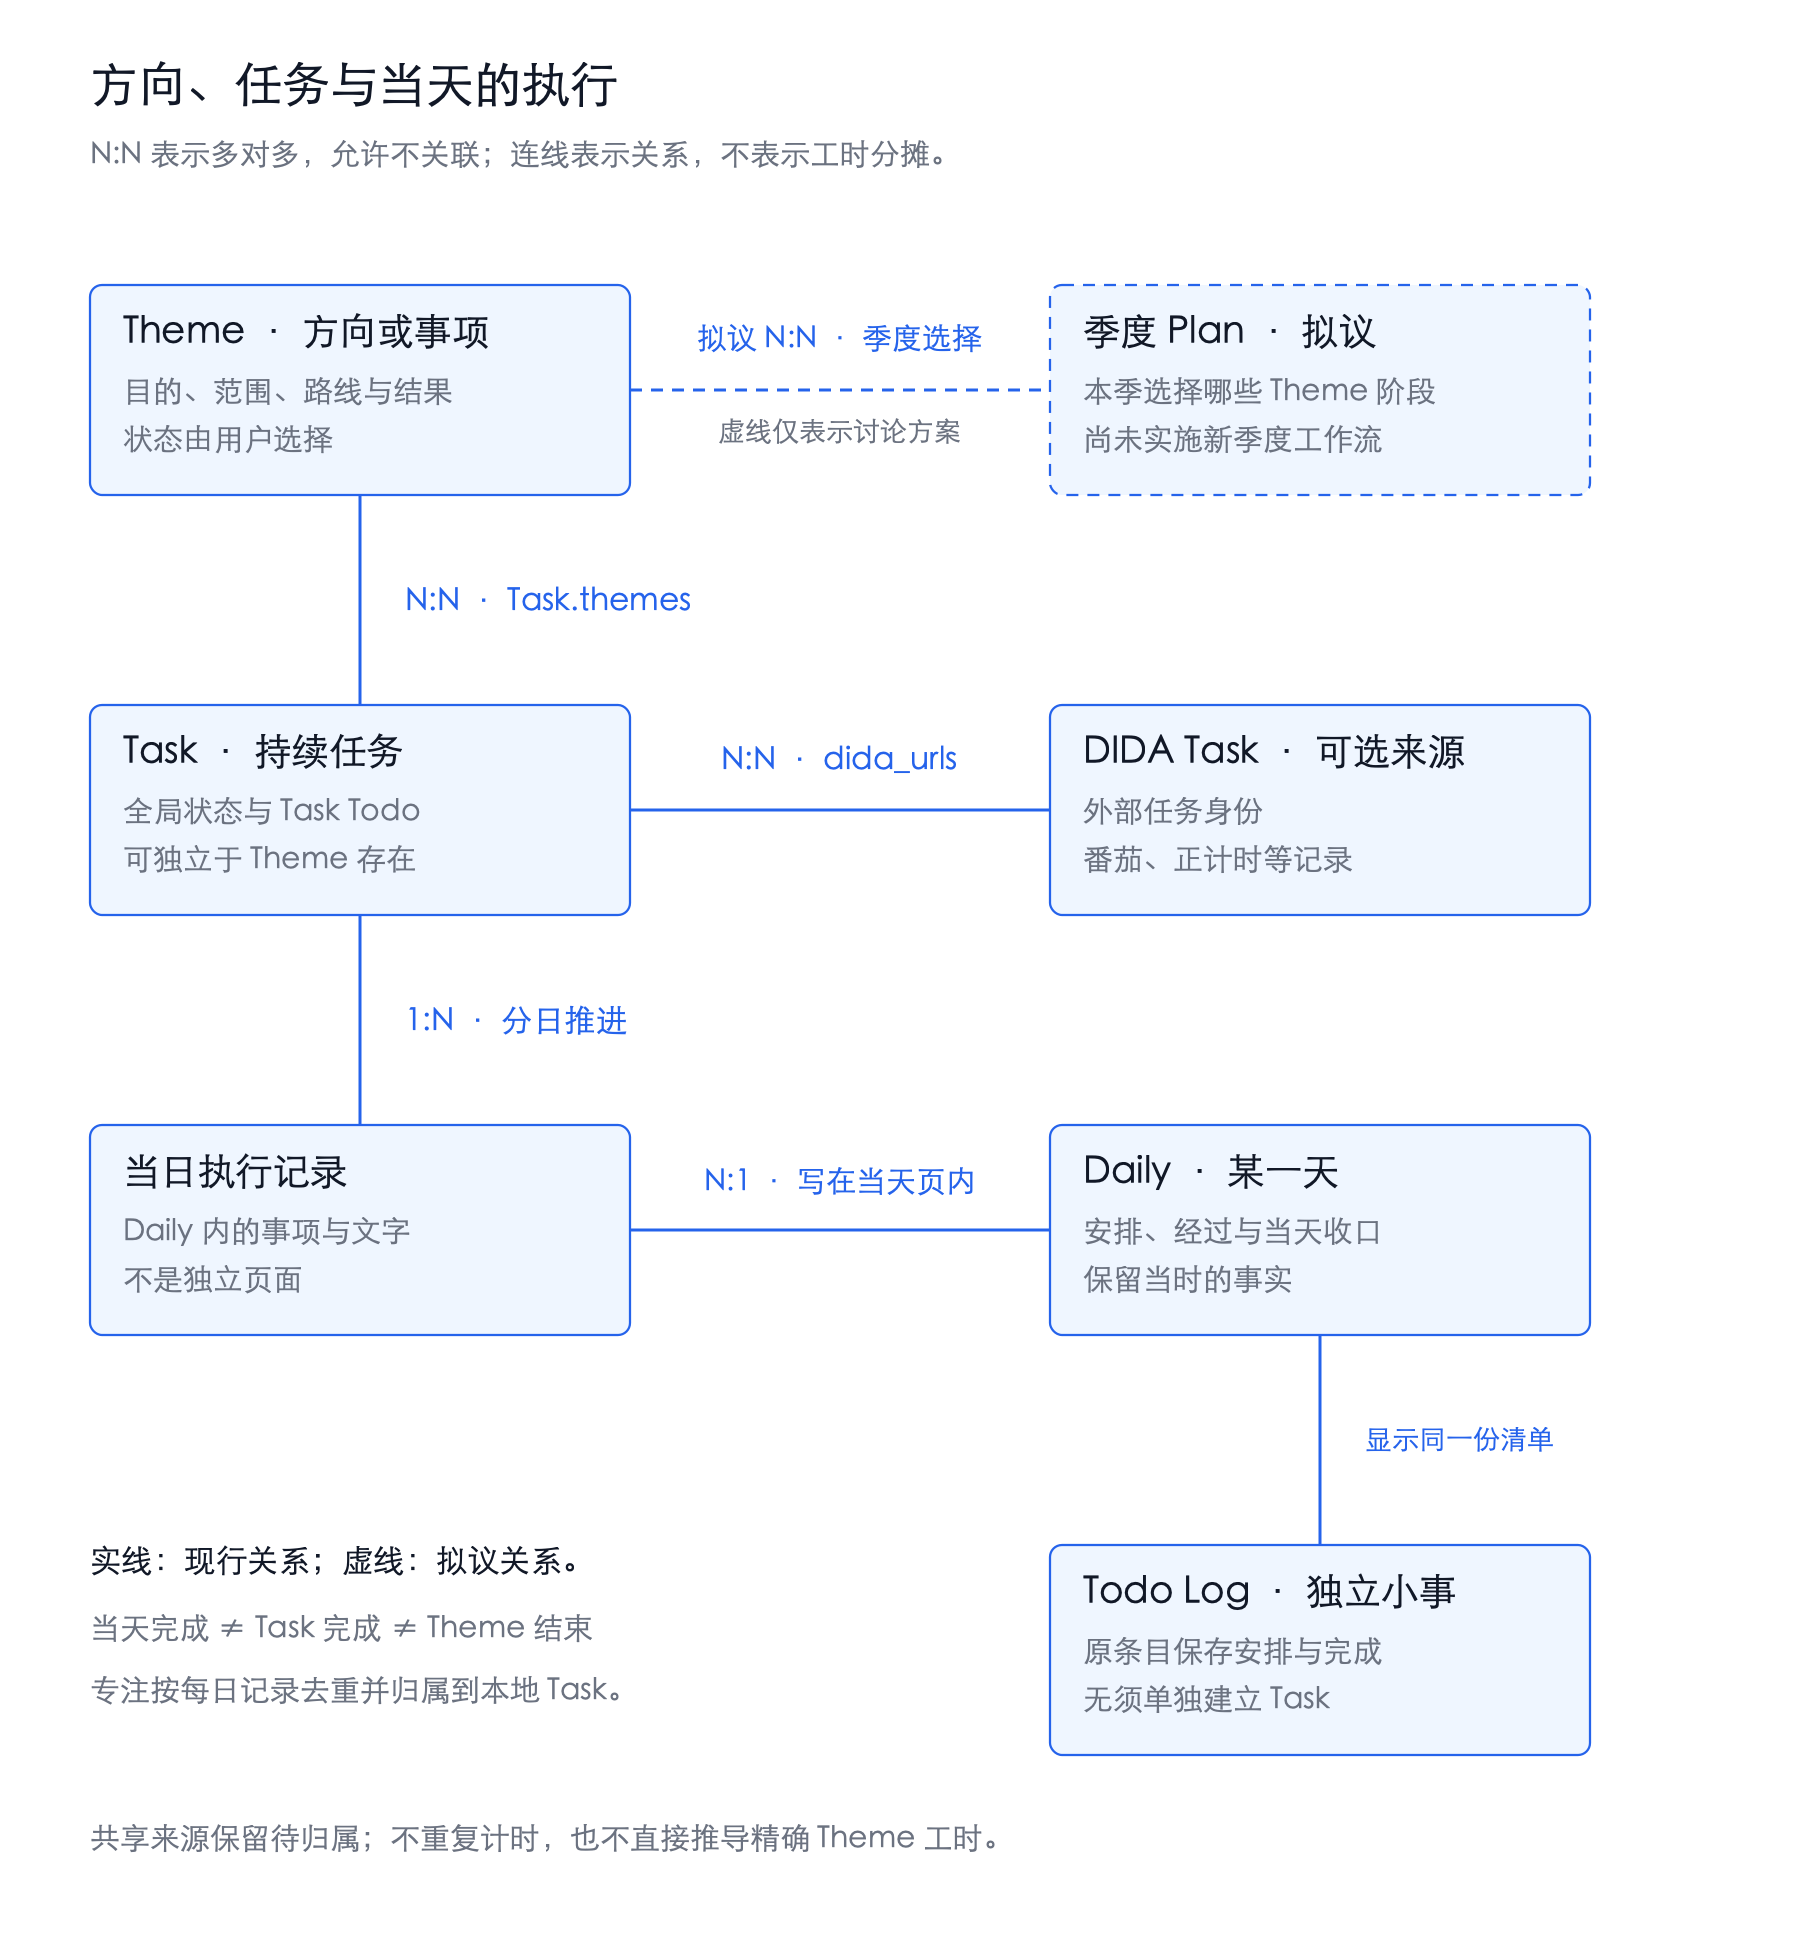 方向、任务与当天的执行
N:N 表示多对多，允许不关联；连线表示关系，不表示工时分摊。
Theme · 方向或事项
目的、范围、路线与结果
状态由用户选择
拟议 N:N · 季度选择
虚线仅表示讨论方案
季度 Plan · 拟议
本季选择哪些 Theme 阶段
尚未实施新季度工作流
N:N · Task.themes
Task · 持续任务
全局状态与 Task Todo
可独立于 Theme 存在
N:N · dida_urls
DIDA Task · 可选来源
外部任务身份
番茄、正计时等记录
1:N · 分日推进
当日执行记录
Daily 内的事项与文字
不是独立页面
N:1 · 写在当天页内
Daily · 某一天
安排、经过与当天收口
保留当时的事实
显示同一份清单
Todo Log · 独立小事
原条目保存安排与完成
无须单独建立 Task
实线：现行关系；虚线：拟议关系。
当天完成 ≠ Task 完成 ≠ Theme 结束
专注按每日记录去重并归属到本地 Task。
共享来源保留待归属；不重复计时，也不直接推导精确 Theme 工时。